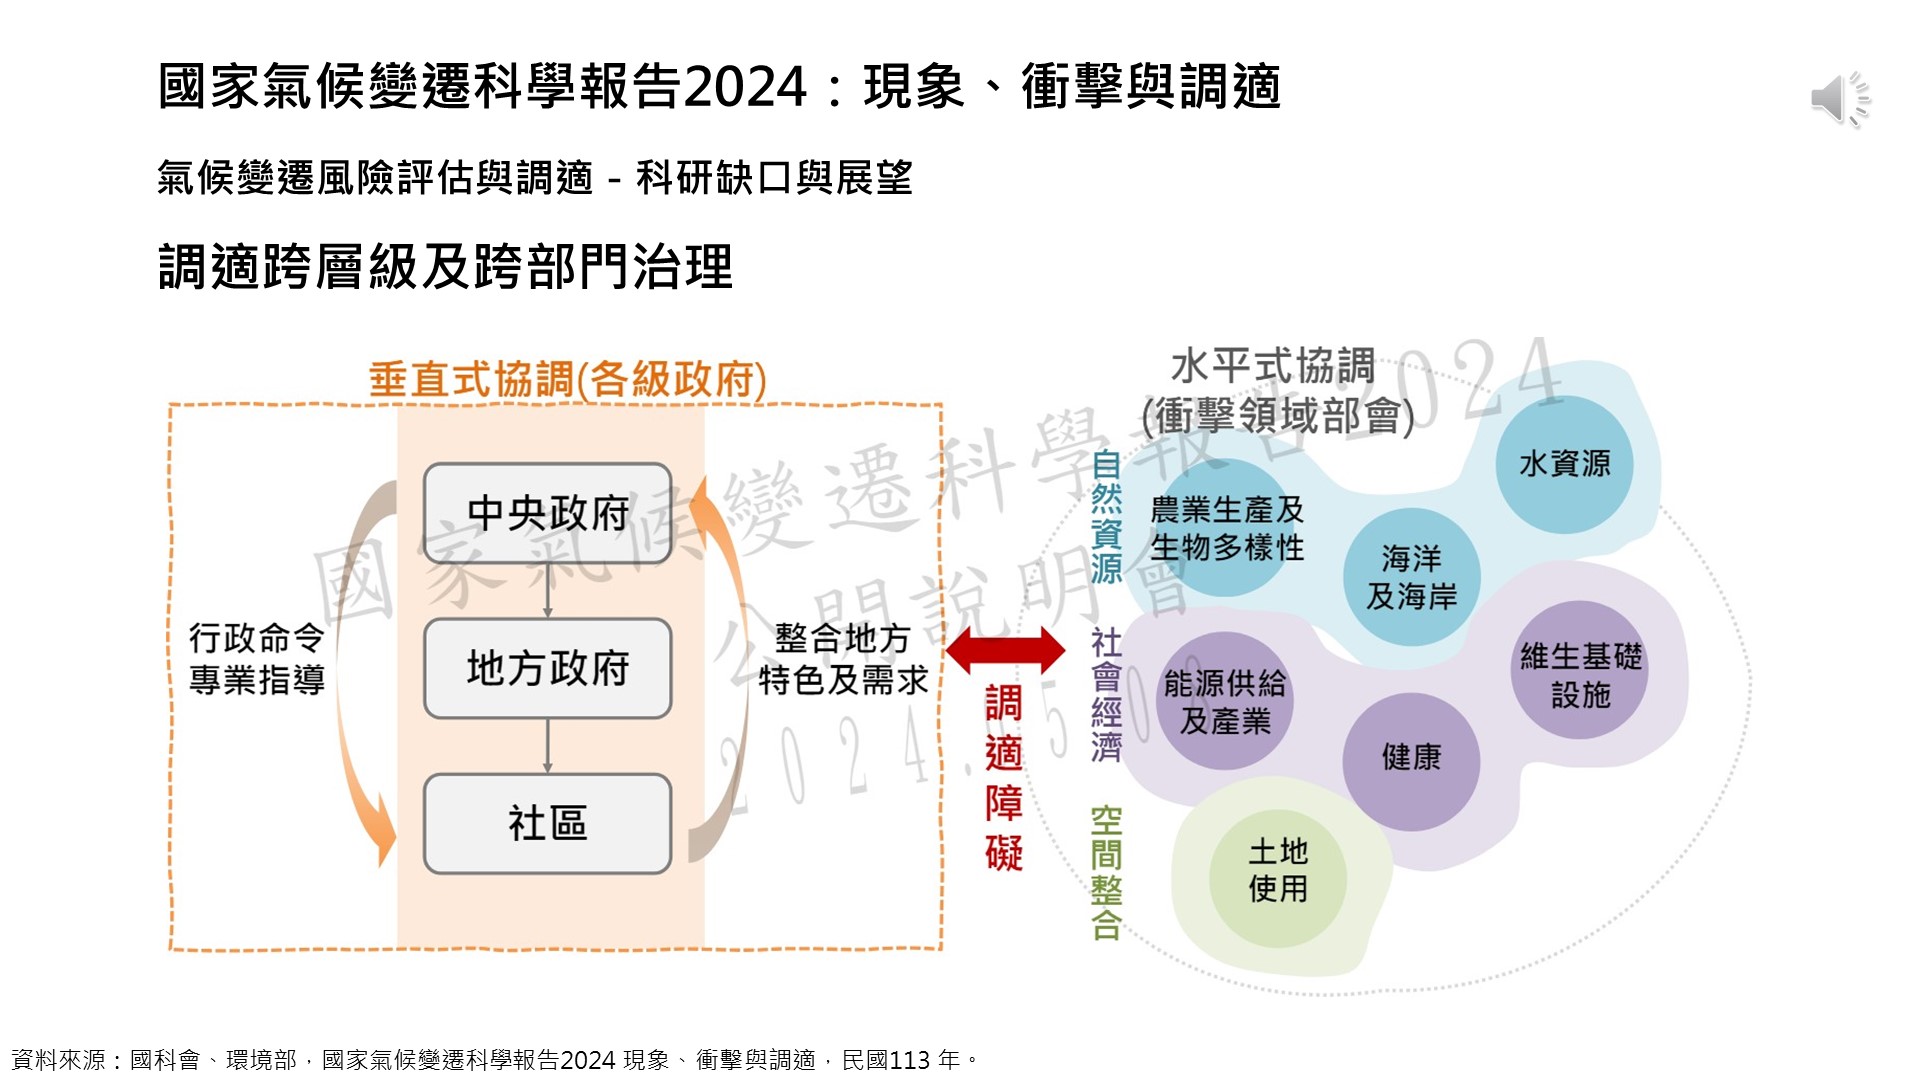 國家氣候變遷科學報告2024：現象、衝擊與調適
氣候變遷風險評估與調適 - 科研缺口與展望
調適跨層級及跨部門治理
垂直式協調(各級政府)
中央政府
地方政府
社區
行政命令
專業指導
整合地方
特色及需求
調適障礙
水平式協調
(衝擊領域部會)
自然資源
農業生產及
生物多樣性
海洋
及海岸
水資源
社會經濟
能源供給
及產業
健康
維生基礎
設施
空間整合
土地
使用
國家氣候變遷科學報告2024
公開說明會
2024.05.08
資料來源：國科會、環境部，國家氣候變遷科學報告2024 現象、衝擊與調適，民國113 年。